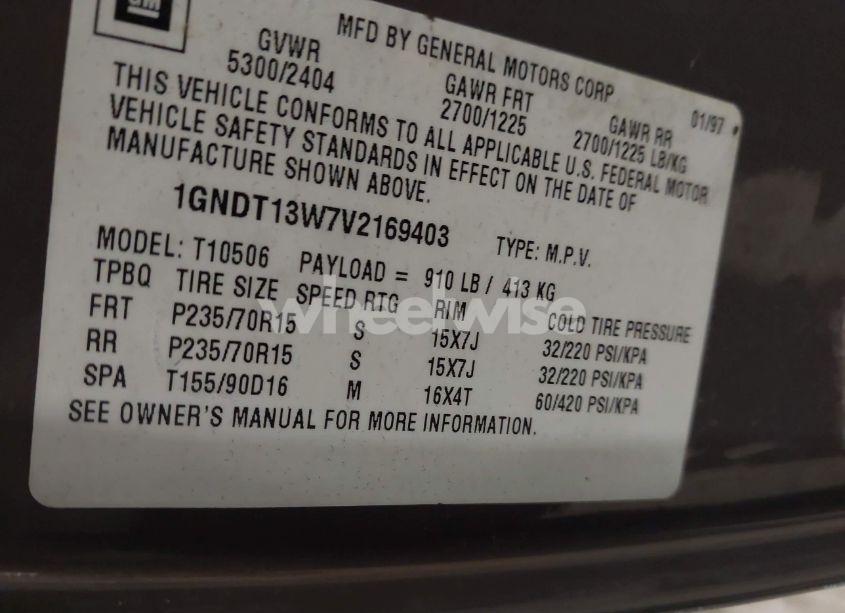 GM
MFD BY GENERAL MOTORS CORP 01/97
GVWR GAWR FRT GAWR RR
5300/2404 2700/1225 2700/1225 LB/KG
THIS VEHICLE CONFORMS TO ALL APPLICABLE U.S. FEDERAL MOTOR
VEHICLE SAFETY STANDARDS IN EFFECT ON THE DATE OF
MANUFACTURE SHOWN ABOVE.
1GNDT13W7V2169403 TYPE: M.P.V.
MODEL: T10506 PAYLOAD = 910 LB / 413 KG
TPBQ TIRE SIZE SPEED RTG RIM COLD TIRE PRESSURE
FRT P235/70R15 S 15X7J 32/220 PSI/KPA
RR P235/70R15 S 15X7J 32/220 PSI/KPA
SPA T155/90D16 M 16X4T 60/420 PSI/KPA
SEE OWNER'S MANUAL FOR MORE INFORMATION.
wheelwise